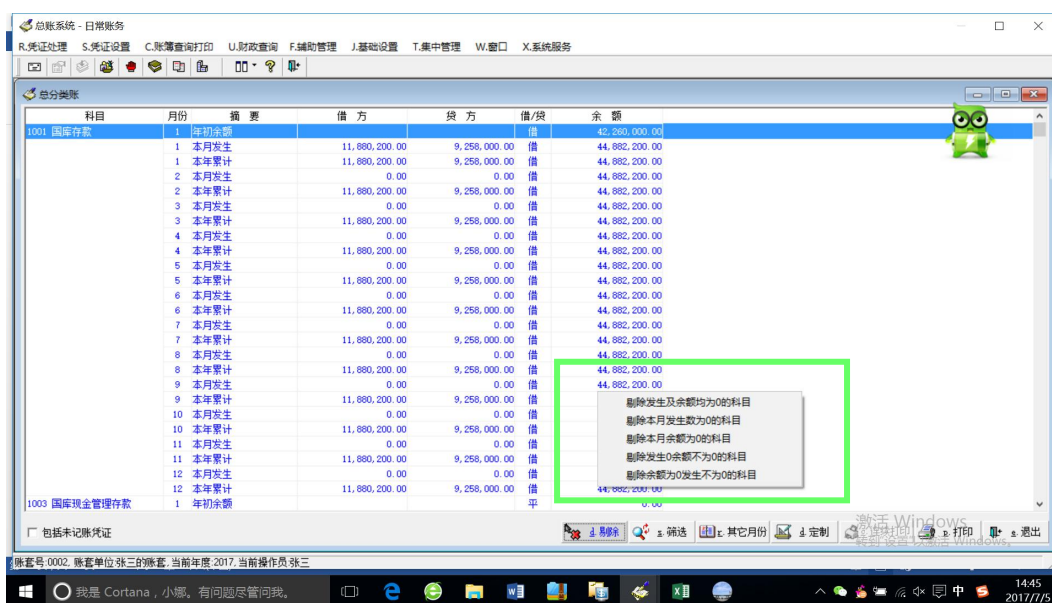 总账系统 - 日常账务
R.凭证处理 S.凭证设置 C.账簿查询打印 U.财政查询 F.辅助管理 J.基础设置 T.集中管理 W.窗口 X.系统服务
总分类账
科目 月份 摘 要 借 方 贷 方 借/贷 余 额
1001 国库存款 1 年初余额 借 42,260,000.00
1 本月发生 11,880,200.00 9,258,000.00 借 44,882,200.00
1 本年累计 11,880,200.00 9,258,000.00 借 44,882,200.00
2 本月发生 0.00 0.00 借 44,882,200.00
2 本年累计 11,880,200.00 9,258,000.00 借 44,882,200.00
3 本月发生 0.00 0.00 借 44,882,200.00
3 本年累计 11,880,200.00 9,258,000.00 借 44,882,200.00
4 本月发生 0.00 0.00 借 44,882,200.00
4 本年累计 11,880,200.00 9,258,000.00 借 44,882,200.00
5 本月发生 0.00 0.00 借 44,882,200.00
5 本年累计 11,880,200.00 9,258,000.00 借 44,882,200.00
6 本月发生 0.00 0.00 借 44,882,200.00
6 本年累计 11,880,200.00 9,258,000.00 借 44,882,200.00
7 本月发生 0.00 0.00 借 44,882,200.00
7 本年累计 11,880,200.00 9,258,000.00 借 44,882,200.00
8 本月发生 0.00 0.00 借 44,882,200.00
8 本年累计 11,880,200.00 9,258,000.00 借 44,882,200.00
9 本月发生 0.00 0.00 借 44,882,200.00
9 本年累计 11,880,200.00 9,258,000.00 借
剔除发生及余额均为0的科目
10 本月发生 0.00 0.00 借
剔除本月发生数为0的科目
10 本年累计 11,880,200.00 9,258,000.00 借
剔除本月余额为0的科目
11 本月发生 0.00 0.00 借
剔除发生0余额不为0的科目
11 本年累计 11,880,200.00 9,258,000.00 借
剔除余额为0发生不为0的科目
12 本月发生 0.00 0.00 借
12 本年累计 11,880,200.00 9,258,000.00 借 44,882,200.00
1003 国库现金管理存款 1 年初余额 平 0.00
包括未记账凭证 s.筛选 r.其它月份 d.定制 p.打印 e.退出
激活 Windows
账套号:0002, 账套单位:张三的账套,当前年度:2017,当前操作员:张三
我是 Cortana，小娜。有问题尽管问我。
中 14:45
2017/7/5